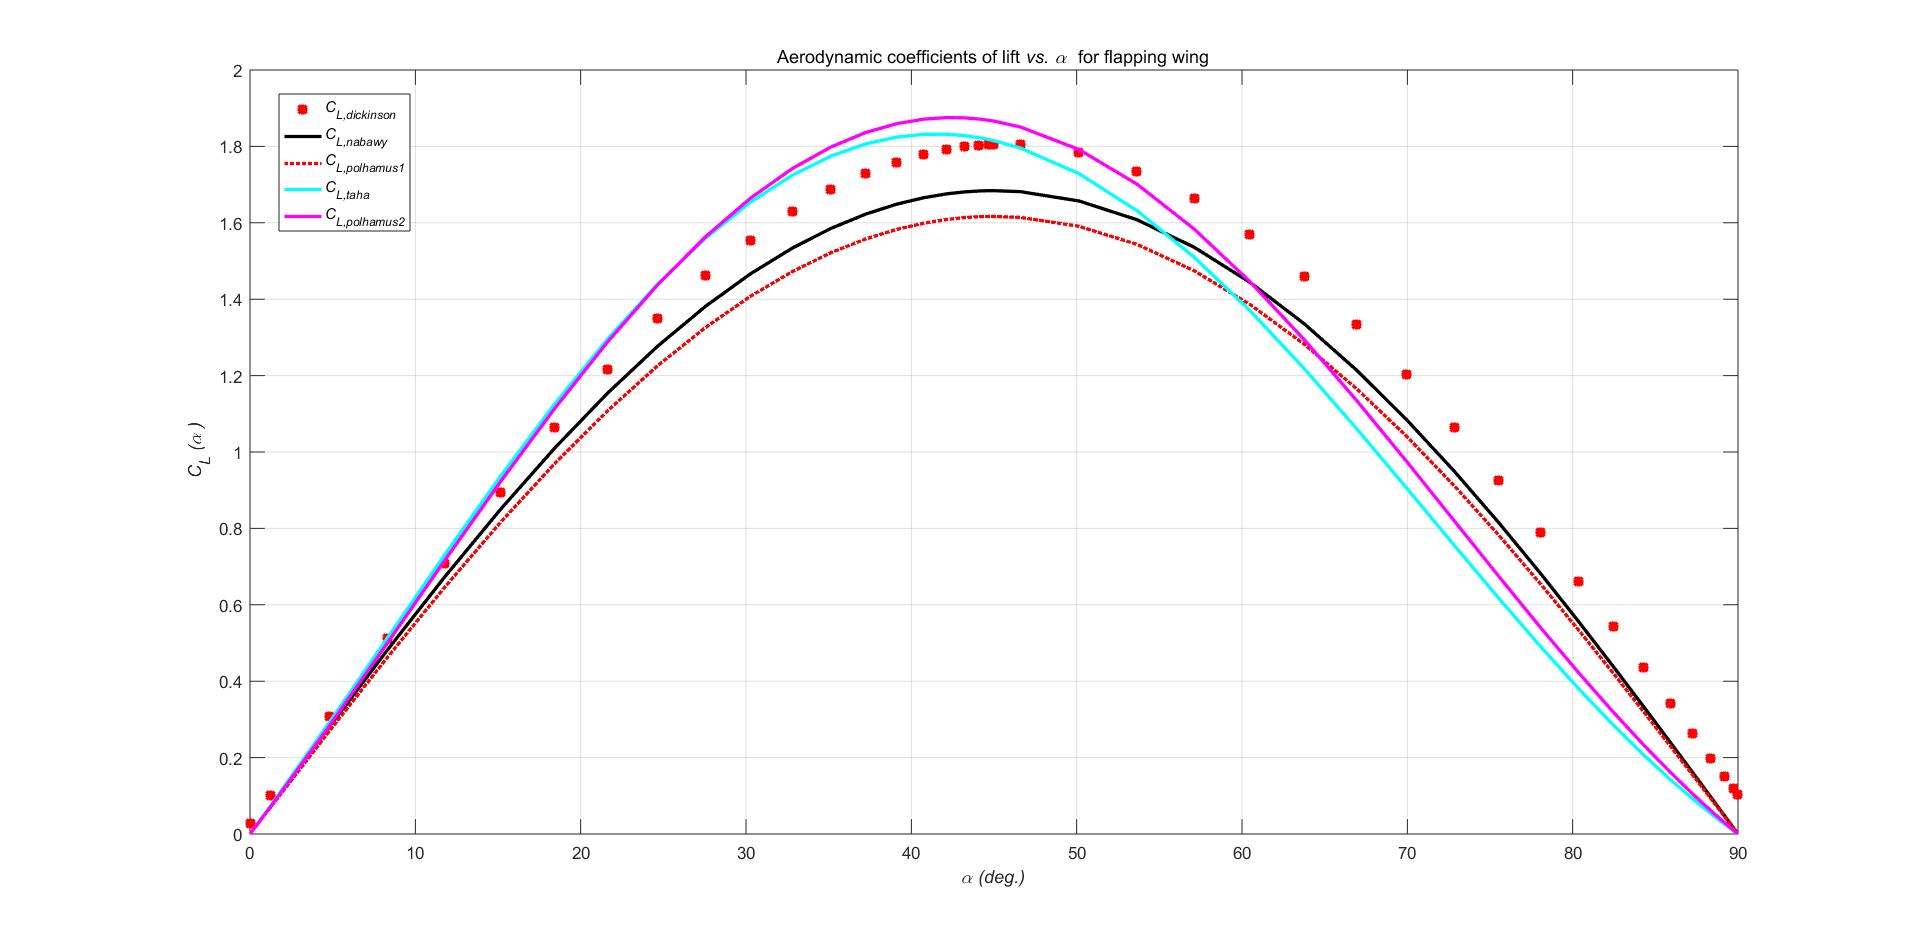 Aerodynamic coefficients of lift vs. α for flapping wing
C_L,dickinson
C_L,nabawy
C_L,polhamus1
C_L,taha
C_L,polhamus2
2
1.8
1.6
1.4
1.2
1
0.8
0.6
0.4
0.2
0
C_L (α)
0 10 20 30 40 50 60 70 80 90
α (deg.)